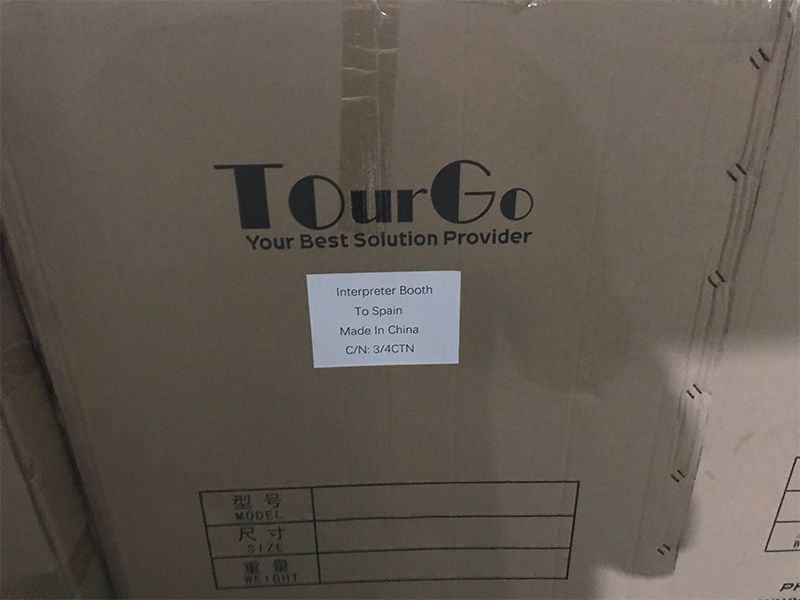 TOurGo
Your Best Solution Provider
Interpreter Booth
To Spain
Made In China
C/N: 3/4CTN
型号
MODEL
尺寸
SIZE
重量
WEIGHT